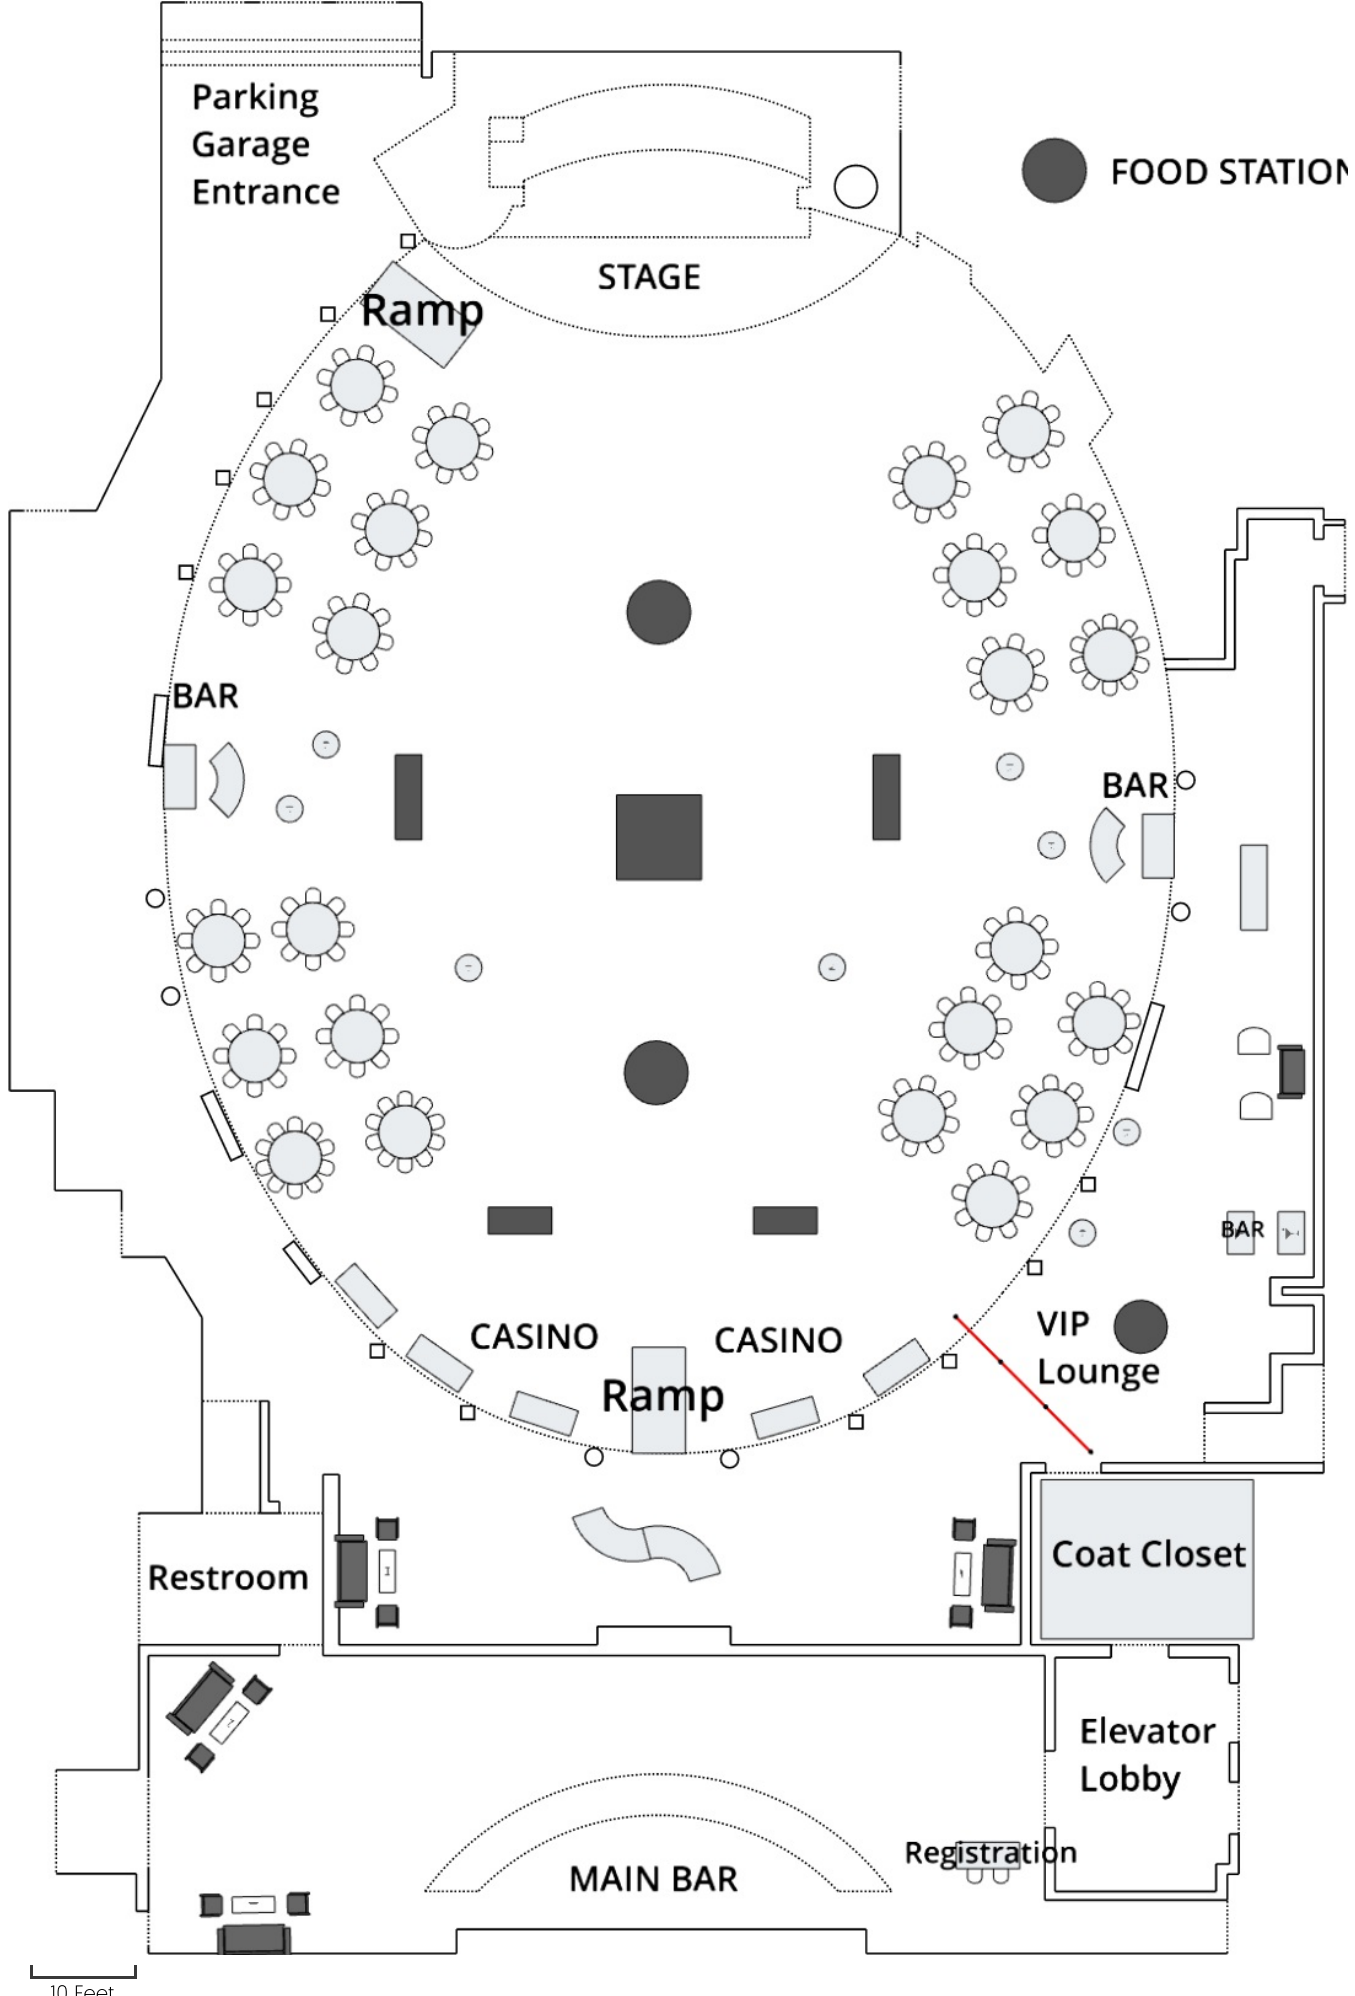 Parking
Garage
Entrance
FOOD STATION
STAGE
Ramp
BAR
BAR
BAR
CASINO
CASINO
VIP
Lounge
Ramp
Restroom
Coat Closet
Elevator
Lobby
Registration
MAIN BAR
10 Feet